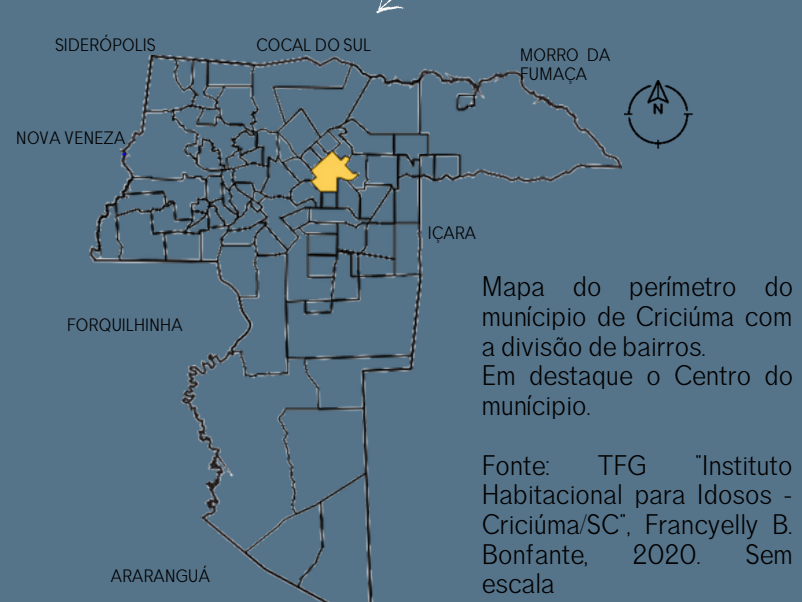 SIDERÓPOLIS
COCAL DO SUL
MORRO DA
FUMAÇA
N
NOVA VENEZA
IÇARA
FORQUILHINHA
ARARANGUÁ
Mapa do perímetro do
munícipio de Criciúma com
a divisão de bairros.
Em destaque o Centro do
munícipio.
Fonte: TFG "Instituto
Habitacional para Idosos -
Criciúma/SC", Francyelly B.
Bonfante, 2020. Sem
escala